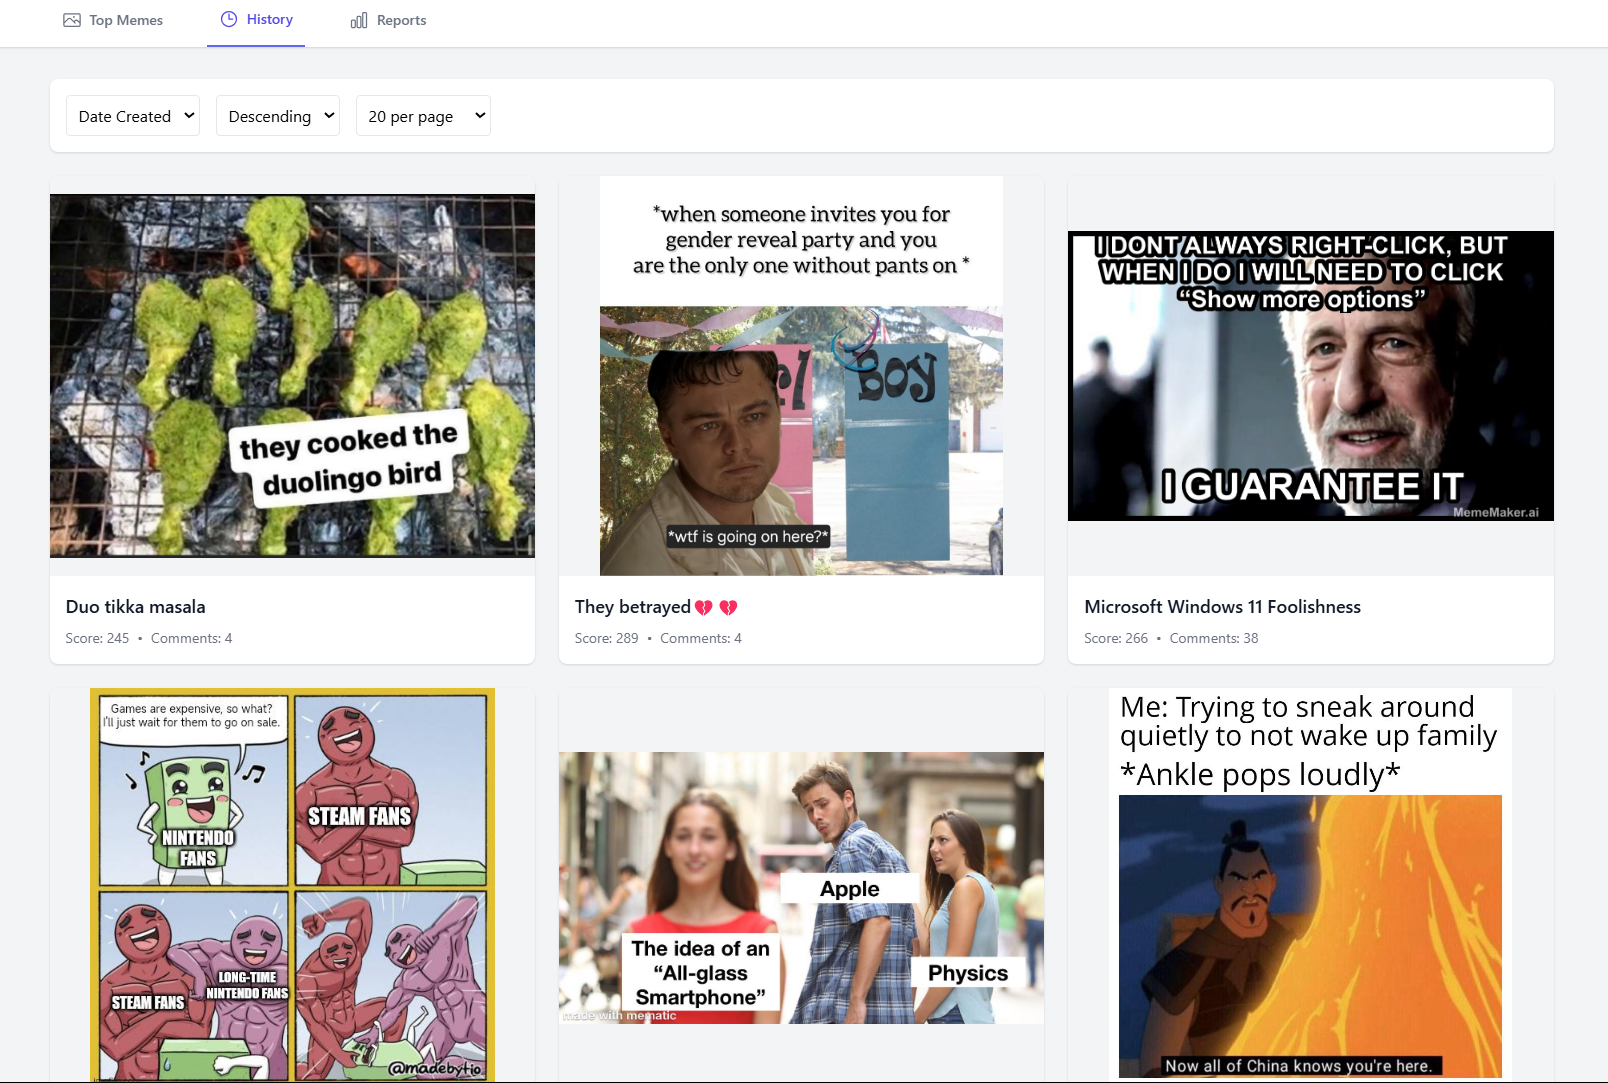 Top Memes
History
Reports
Date Created
Descending
20 per page
they cooked the
duolingo bird
Duo tikka masala
Score: 245 • Comments: 4
*when someone invites you for
gender reveal party and you
are the only one without pants on *
rl
Boy
*wtf is going on here?*
They betrayed💔 💔
Score: 289 • Comments: 4
I DONT ALWAYS RIGHT-CLICK, BUT
WHEN I DO I WILL NEED TO CLICK
“Show more options”
I GUARANTEE IT
MemeMaker.ai
Microsoft Windows 11 Foolishness
Score: 266 • Comments: 38
Games are expensive, so what?
I'll just wait for them to go on sale.
NINTENDO
FANS
STEAM FANS
STEAM FANS
LONG-TIME
NINTENDO FANS
@madebytio
Apple
The idea of an
“All-glass
Smartphone”
Physics
made with mematic
Me: Trying to sneak around
quietly to not wake up family
*Ankle pops loudly*
Now all of China knows you're here.